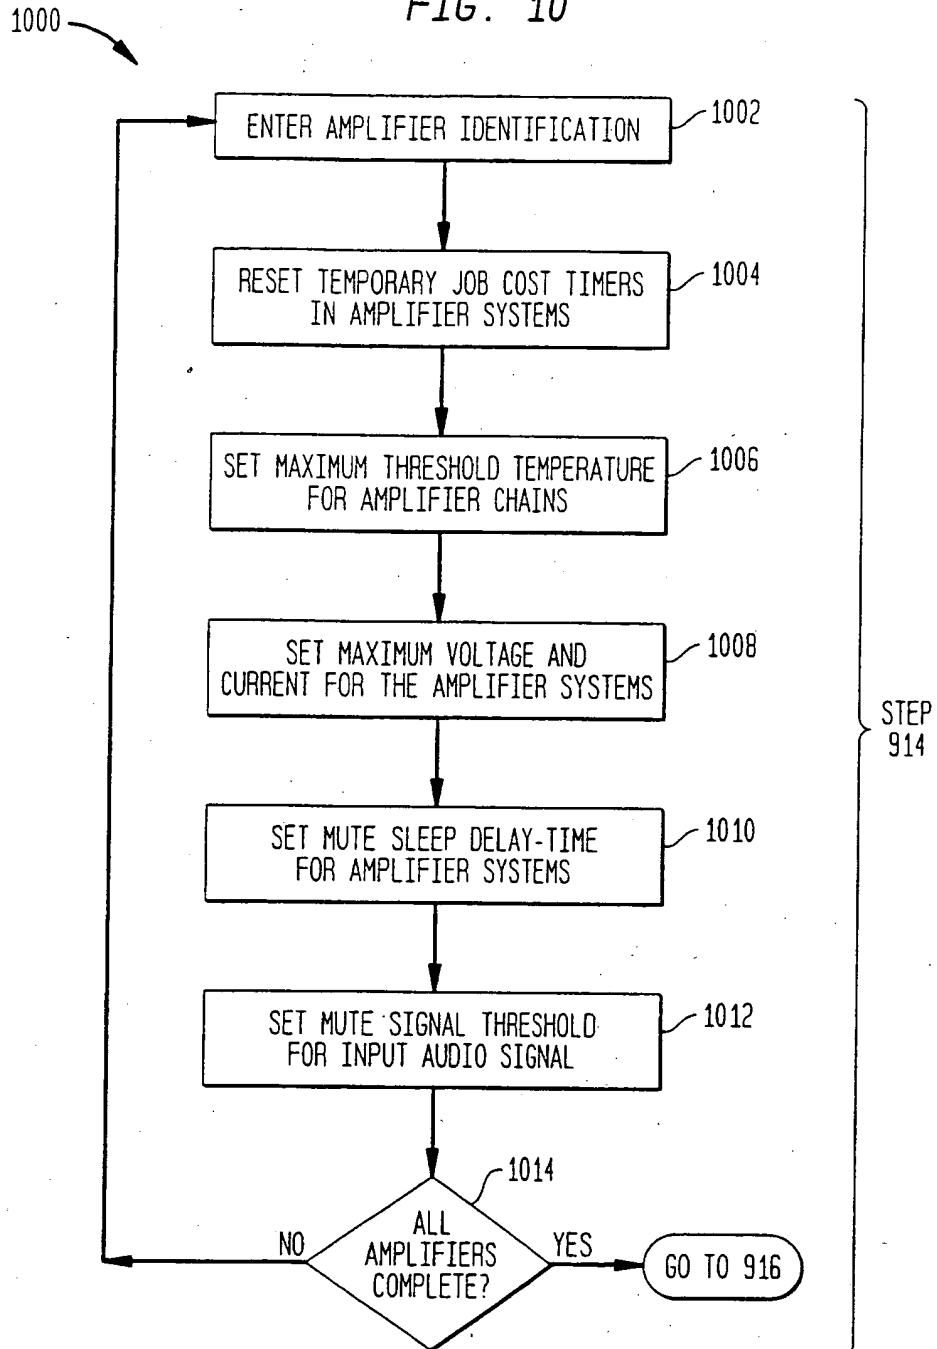 FIG. 10
1000
ENTER AMPLIFIER IDENTIFICATION
1002
RESET TEMPORARY JOB COST TIMERS
IN AMPLIFIER SYSTEMS
1004
SET MAXIMUM THRESHOLD TEMPERATURE
FOR AMPLIFIER CHAINS
1006
SET MAXIMUM VOLTAGE AND
CURRENT FOR THE AMPLIFIER SYSTEMS
1008
STEP
914
SET MUTE SLEEP DELAY-TIME
FOR AMPLIFIER SYSTEMS
1010
SET MUTE SIGNAL THRESHOLD
FOR INPUT AUDIO SIGNAL
1012
1014
ALL
AMPLIFIERS
COMPLETE?
NO
YES
GO TO 916